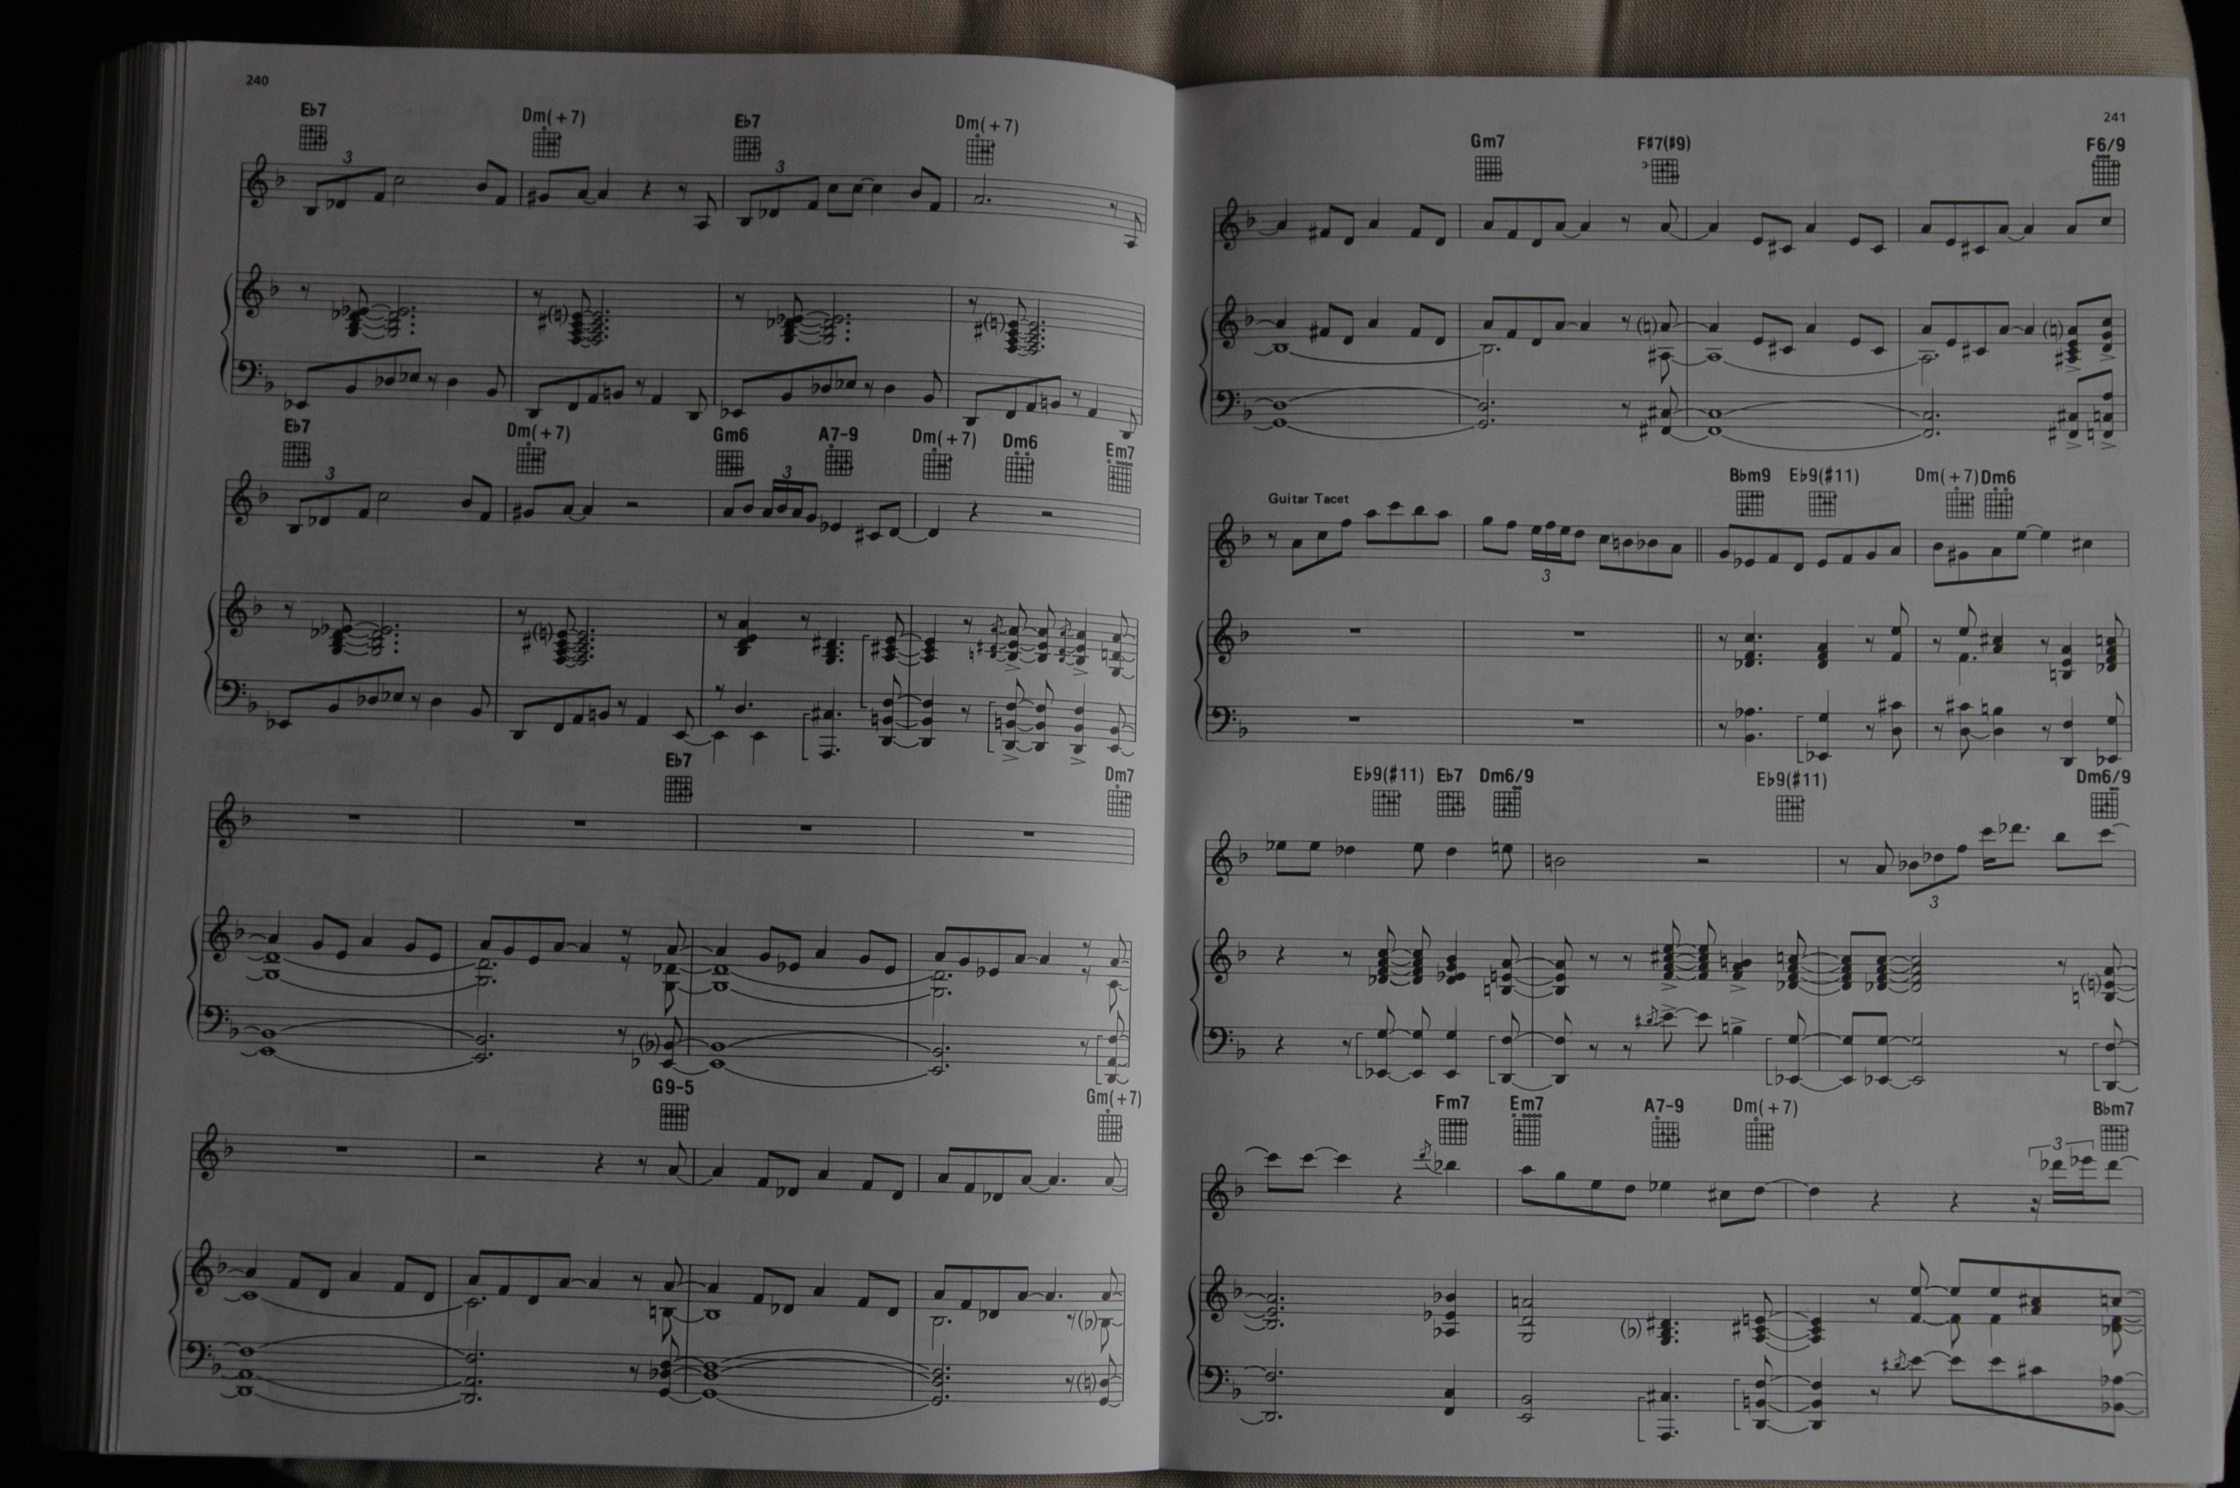 240
E♭7 Dm(+7) E♭7 Dm(+7)
3 3
E♭7 Dm(+7) Gm6 A7-9 Dm(+7) Dm6 Em7
3 3
E♭7 Dm7
G9-5 Gm(+7)
241
Gm7 F♯7(♯9) F6/9
3
Guitar Tacet B♭m9 E♭9(♯11) Dm(+7) Dm6
3
E♭9(♯11) E♭7 Dm6/9 E♭9(♯11) Dm6/9
3
Fm7 Em7 A7-9 Dm(+7) B♭m7
3